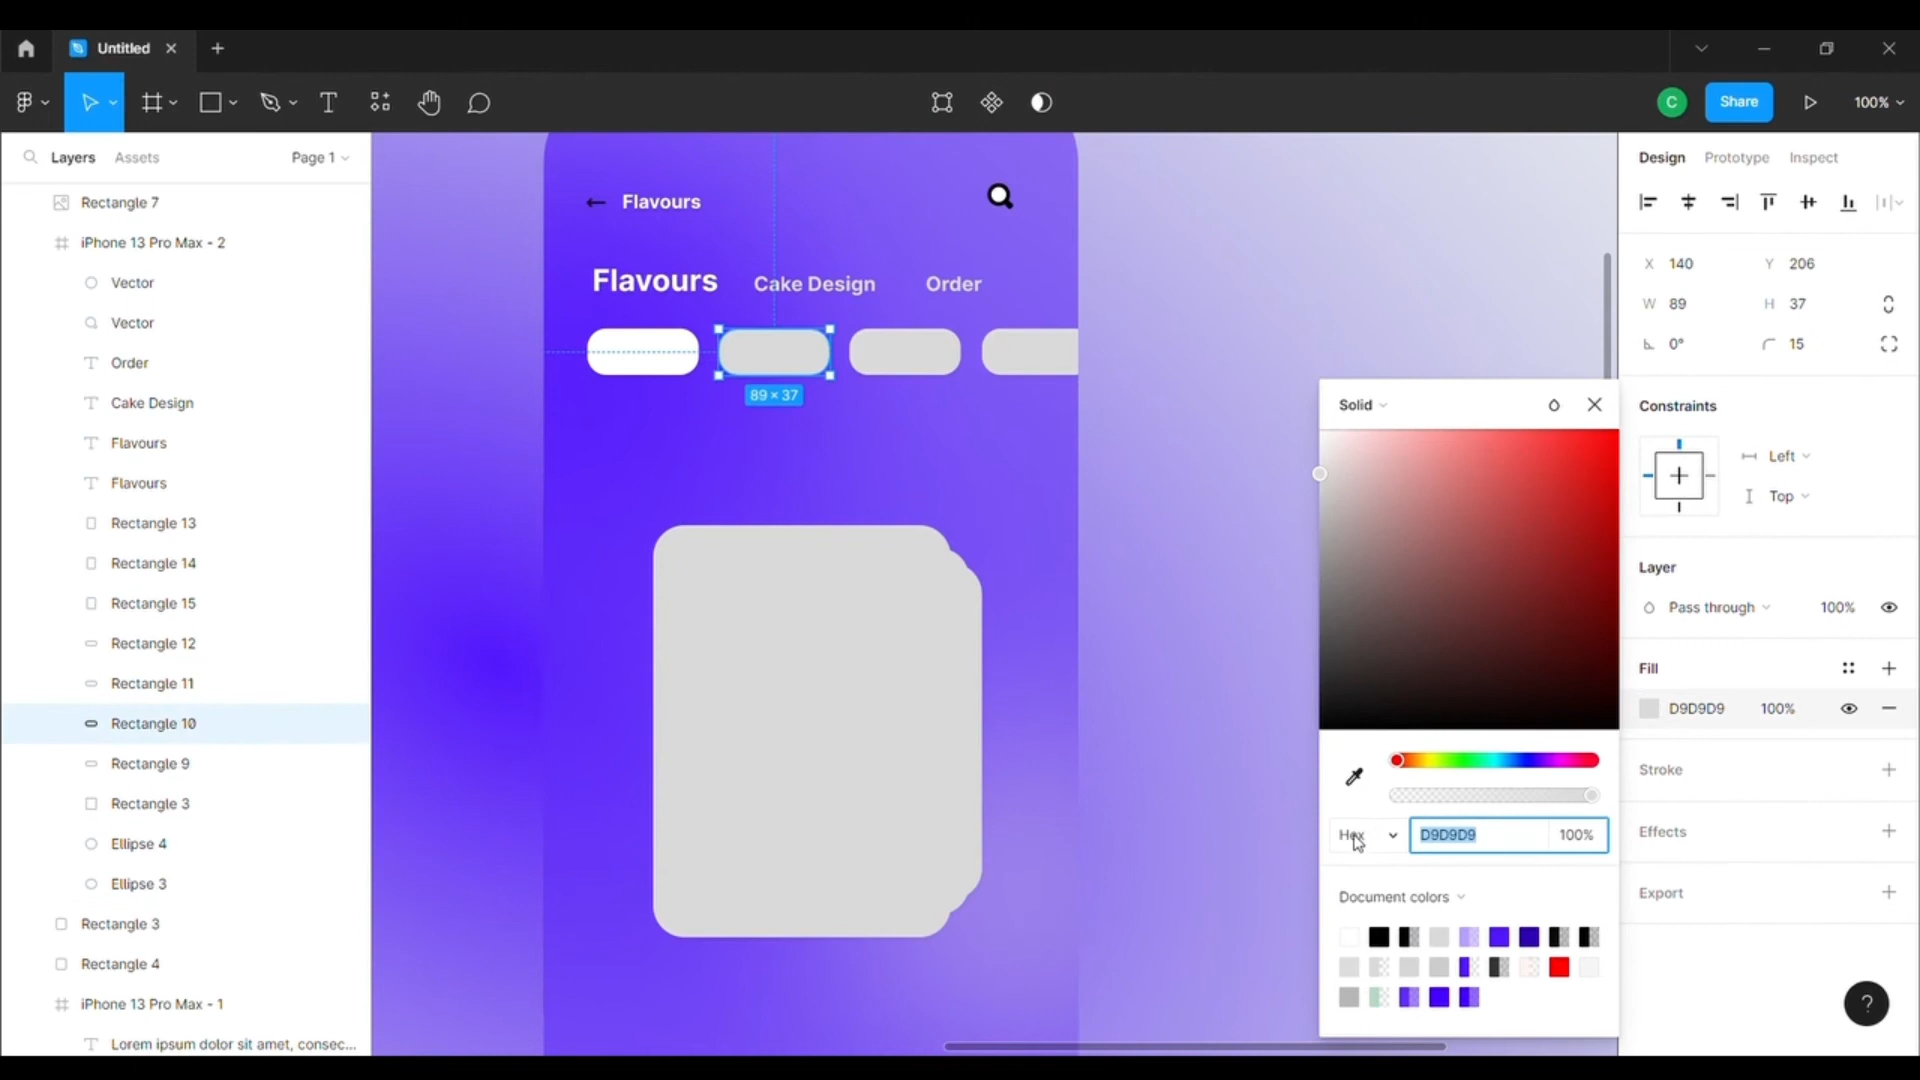 Untitled
C
Share
100%
Layers
Assets
Page 1
Design
Prototype
Inspect
Rectangle 7
iPhone 13 Pro Max - 2
Vector
Vector
Order
Cake Design
Flavours
Flavours
Rectangle 13
Rectangle 14
Rectangle 15
Rectangle 12
Rectangle 11
Rectangle 10
Rectangle 9
Rectangle 3
Ellipse 4
Ellipse 3
Rectangle 3
Rectangle 4
iPhone 13 Pro Max - 1
Lorem ipsum dolor sit amet, consec...
Flavours
Flavours
Cake Design
Order
89 × 37
Solid
Hex
D9D9D9
100%
Document colors
X 140
Y 206
W 89
H 37
0°
15
Constraints
Left
Top
Layer
Pass through
100%
Fill
D9D9D9
100%
Stroke
Effects
Export
?